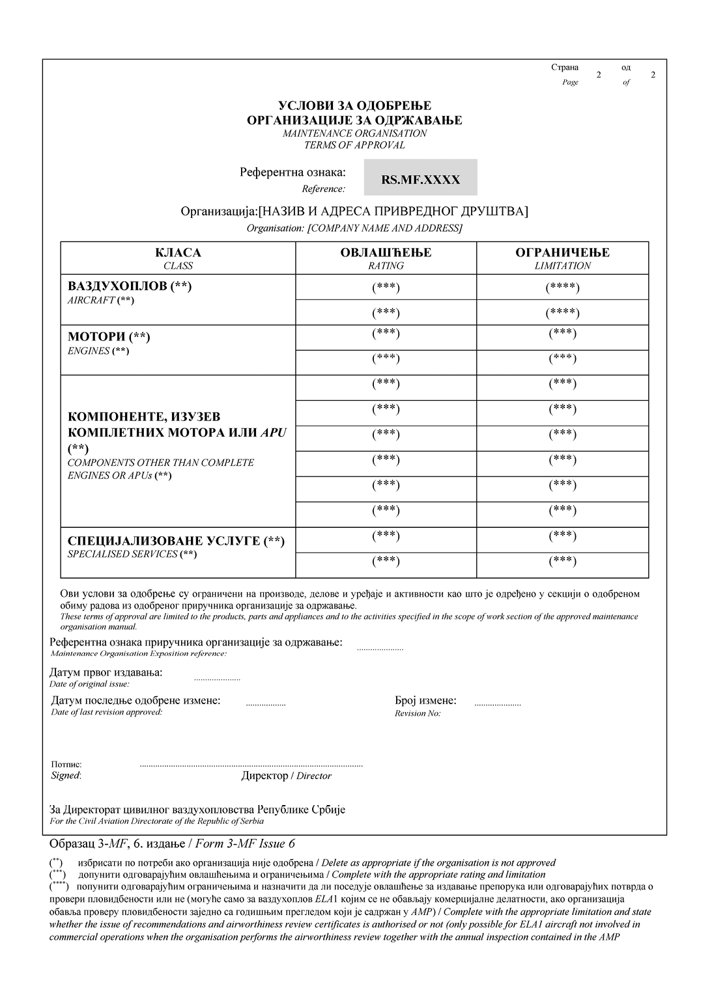 Страна 2 од 2
Page of
УСЛОВИ ЗА ОДОБРЕЊЕ
ОРГАНИЗАЦИЈЕ ЗА ОДРЖАВАЊЕ
MAINTENANCE ORGANISATION
TERMS OF APPROVAL
Референтна ознака:
Reference:
RS.MF.XXXX
Организација:[НАЗИВ И АДРЕСА ПРИВРЕДНОГ ДРУШТВА]
Organisation: [COMPANY NAME AND ADDRESS]
КЛАСА ОВЛАШЋЕЊЕ ОГРАНИЧЕЊЕ
CLASS RATING LIMITATION
ВАЗДУХОПЛОВ (**) (***) (****)
AIRCRAFT (**)
(***) (****)
МОТОРИ (**) (***) (***)
ENGINES (**)
(***) (***)
(***) (***)
(***) (***)
КОМПОНЕНТЕ, ИЗУЗЕВ
КОМПЛЕТНИХ МОТОРА ИЛИ APU (***) (***)
(**)
COMPONENTS OTHER THAN COMPLETE (***) (***)
ENGINES OR APUs (**)
(***) (***)
(***) (***)
СПЕЦИЈАЛИЗОВАНЕ УСЛУГЕ (**) (***) (***)
SPECIALISED SERVICES (**)
(***) (***)
Ови услови за одобрење су ограничени на производе, делове и уређаје и активности као што је одређено у секцији о одобреном
обиму радова из одобреног приручника организације за одржавање.
These terms of approval are limited to the products, parts and appliances and to the activities specified in the scope of work section of the approved maintenance
organisation manual.
Референтна ознака приручника организације за одржавање: .....................
Maintenance Organisation Exposition reference:
Датум првог издавања: .....................
Date of original issue:
Датум последње одобрене измене: .................. Број измене: .....................
Date of last revision approved: Revision No:
Потпис: ......................................................................................................
Signed: Директор / Director
За Директорат цивилног ваздухопловства Републике Србије
For the Civil Aviation Directorate of the Republic of Serbia
Образац 3-MF, 6. издање / Form 3-MF Issue 6
(**) избрисати по потреби ако организација није одобрена / Delete as appropriate if the organisation is not approved
(***) допунити одговарајућим овлашћењима и ограничењима / Complete with the appropriate rating and limitation
(****) попунити одговарајућим ограничењима и назначити да ли поседује овлашћење за издавање препорука или одговарајућих потврда о
провери пловидбености или не (могуће само за ваздухоплов ELA1 којим се не обављају комерцијалне делатности, ако организација
обавља проверу пловидбености заједно са годишњим прегледом који је садржан у AMP) / Complete with the appropriate limitation and state
whether the issue of recommendations and airworthiness review certificates is authorised or not (only possible for ELA1 aircraft not involved in
commercial operations when the organisation performs the airworthiness review together with the annual inspection contained in the AMP